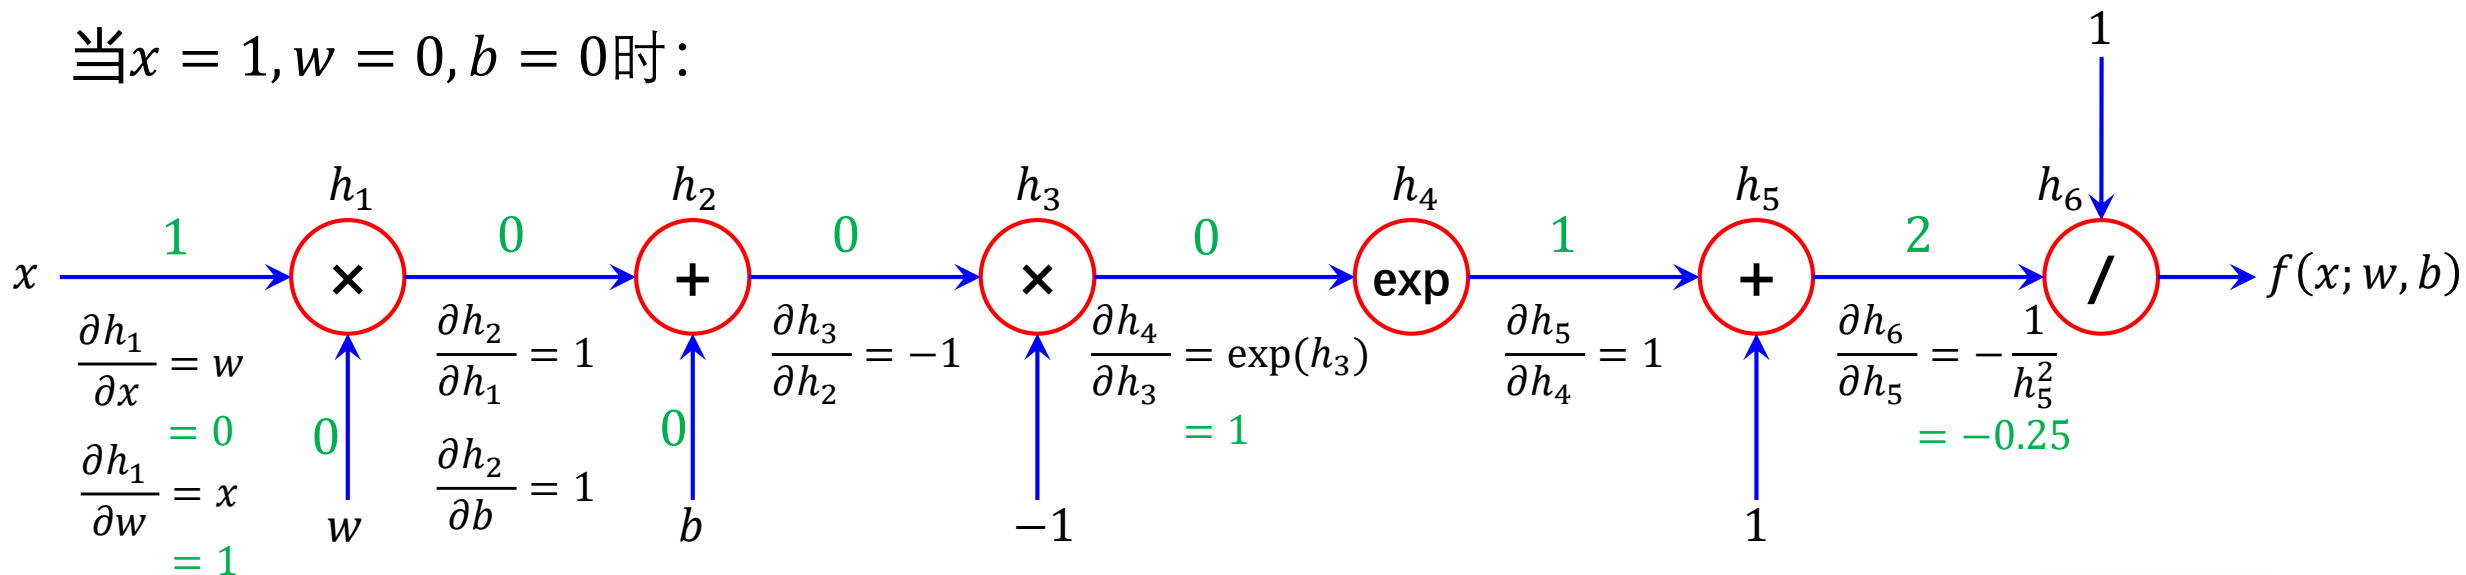 当x = 1, w = 0, b = 0时:
1
h₁ h₂ h₃ h₄ h₅ h₆
1 0 0 0 1 2
x × + × exp + / f(x; w, b)
∂h₁/∂x = w
= 0
∂h₁/∂w = x
= 1
0
w
∂h₂/∂h₁ = 1
∂h₂/∂b = 1
0
b
∂h₃/∂h₂ = −1
−1
∂h₄/∂h₃ = exp(h₃)
= 1
∂h₅/∂h₄ = 1
1
∂h₆/∂h₅ = −1/h₅²
= −0.25